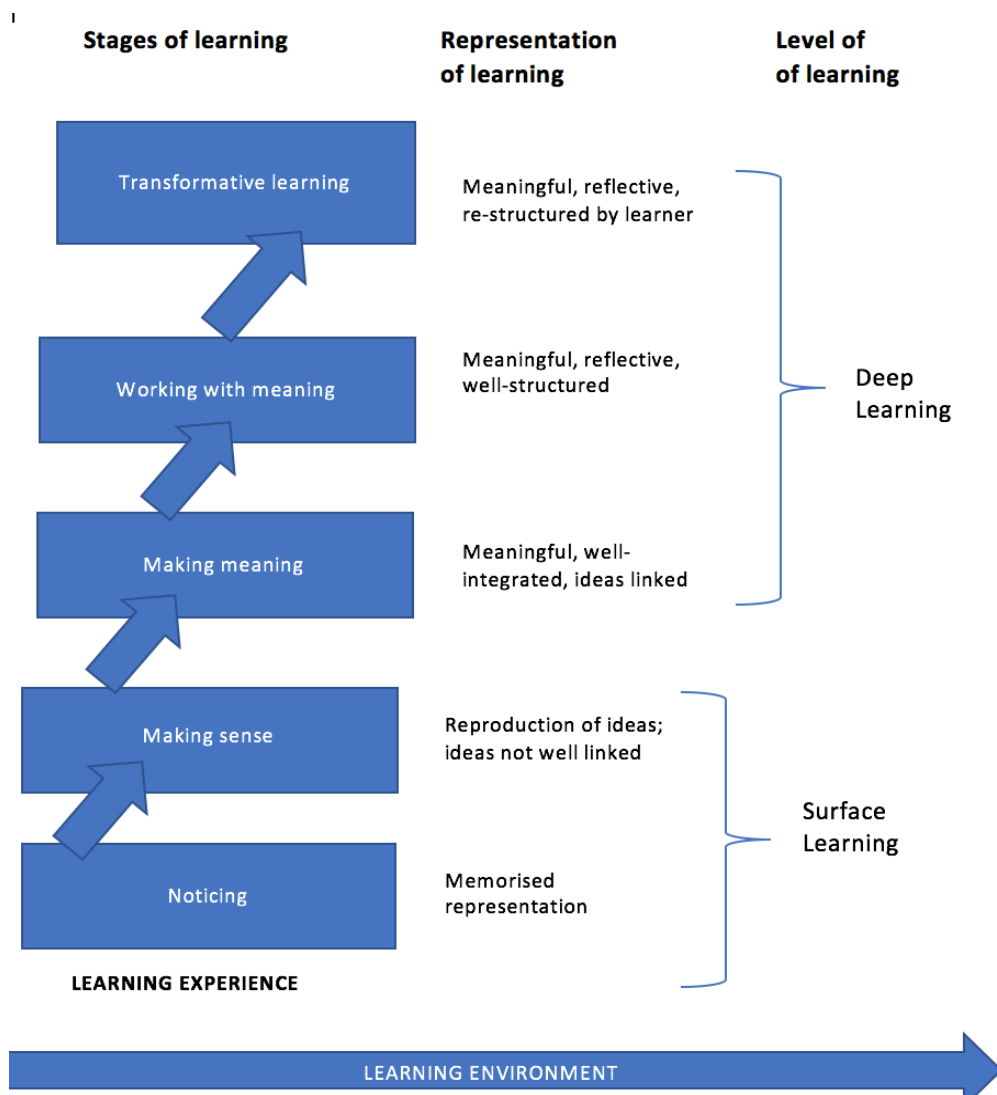 Stages of learning
Representation
of learning
Level of
of learning
Transformative learning
Meaningful, reflective,
re-structured by learner
Working with meaning
Meaningful, reflective,
well-structured
Deep
Learning
Making meaning
Meaningful, well-
integrated, ideas linked
Making sense
Reproduction of ideas;
ideas not well linked
Surface
Learning
Noticing
Memorised
representation
LEARNING EXPERIENCE
LEARNING ENVIRONMENT